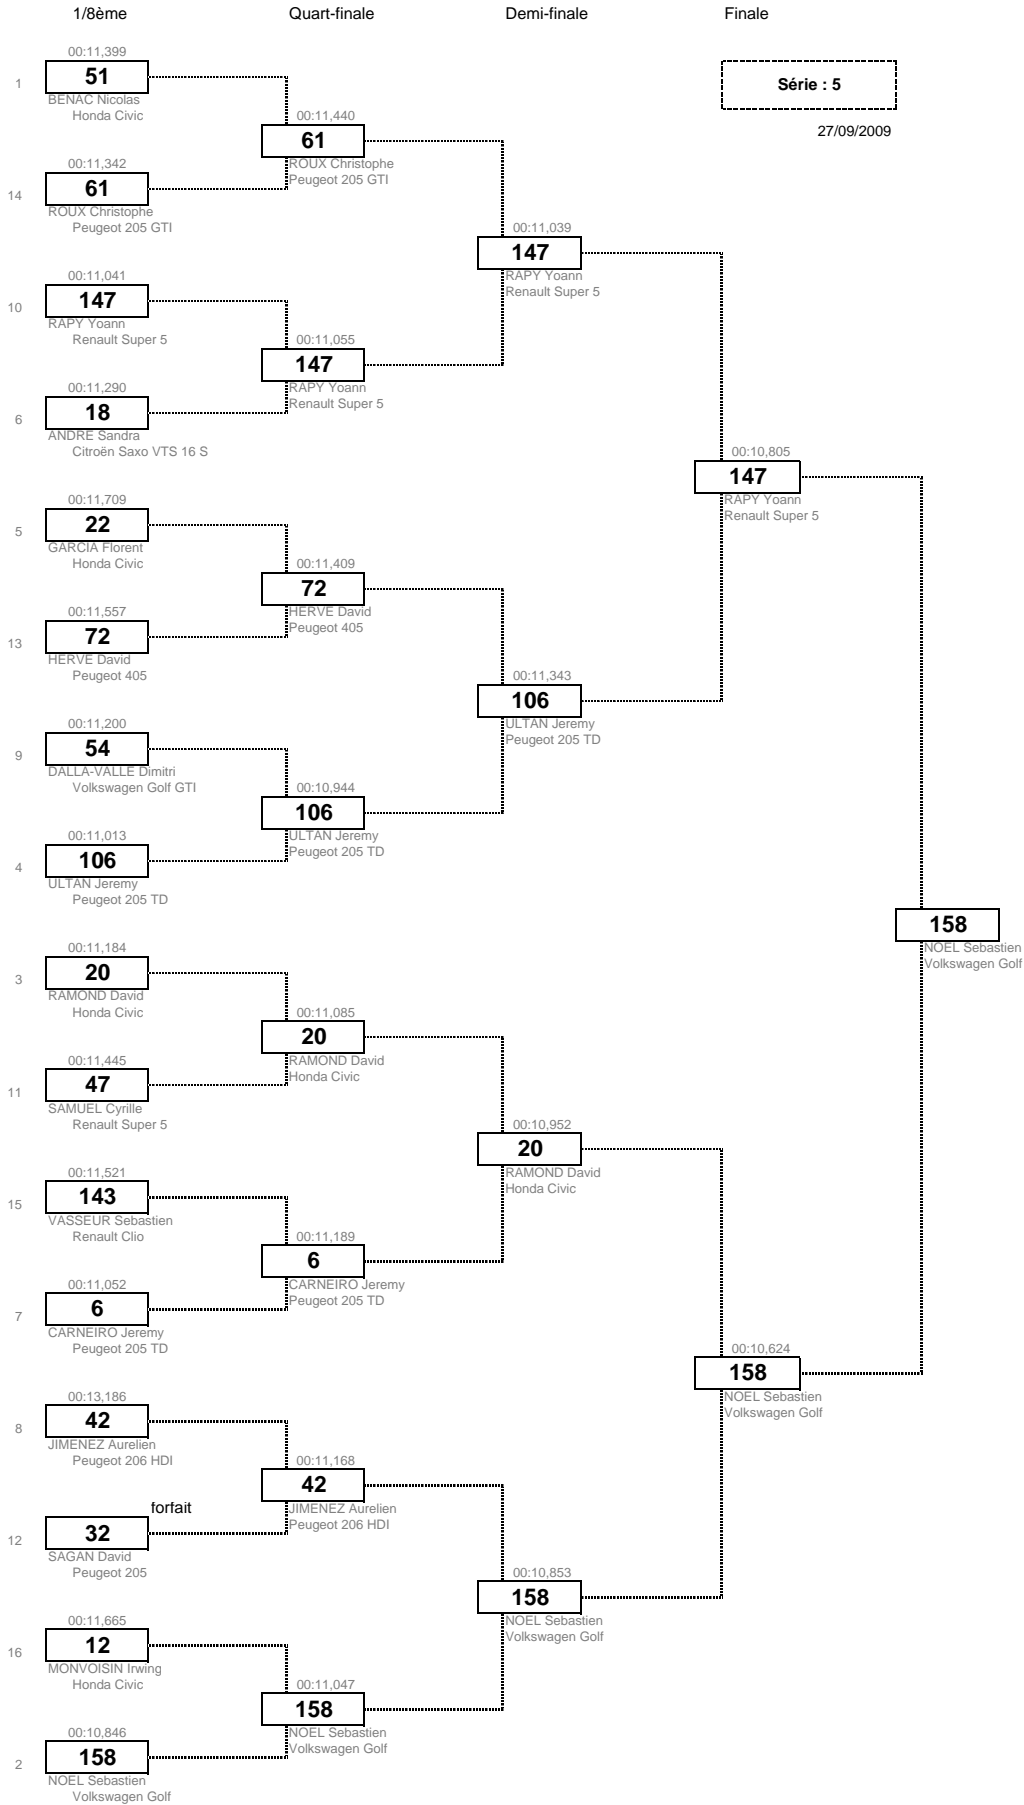 1/8ème
Quart-finale
Demi-finale
Finale
Série : 5
27/09/2009
00:11,399
1
51
BENAC Nicolas
Honda Civic
00:11,440
61
ROUX Christophe
Peugeot 205 GTI
00:11,342
14
61
ROUX Christophe
Peugeot 205 GTI
00:11,039
147
RAPY Yoann
Renault Super 5
00:11,041
10
147
RAPY Yoann
Renault Super 5
00:11,055
147
RAPY Yoann
Renault Super 5
00:11,290
6
18
ANDRE Sandra
Citroën Saxo VTS 16 S
00:10,805
147
RAPY Yoann
Renault Super 5
00:11,709
5
22
GARCIA Florent
Honda Civic
00:11,409
72
HERVE David
Peugeot 405
00:11,557
13
72
HERVE David
Peugeot 405
00:11,343
106
ULTAN Jeremy
Peugeot 205 TD
00:11,200
9
54
DALLA-VALLE Dimitri
Volkswagen Golf GTI
00:10,944
106
ULTAN Jeremy
Peugeot 205 TD
00:11,013
4
106
ULTAN Jeremy
Peugeot 205 TD
158
NOEL Sebastien
Volkswagen Golf
00:11,184
3
20
RAMOND David
Honda Civic
00:11,085
20
RAMOND David
Honda Civic
00:11,445
11
47
SAMUEL Cyrille
Renault Super 5
00:10,952
20
RAMOND David
Honda Civic
00:11,521
15
143
VASSEUR Sebastien
Renault Clio
00:11,189
6
CARNEIRO Jeremy
Peugeot 205 TD
00:11,052
7
6
CARNEIRO Jeremy
Peugeot 205 TD
00:10,624
158
NOEL Sebastien
Volkswagen Golf
00:13,186
8
42
JIMENEZ Aurelien
Peugeot 206 HDI
00:11,168
42
JIMENEZ Aurelien
Peugeot 206 HDI
forfait
12
32
SAGAN David
Peugeot 205
00:10,853
158
NOEL Sebastien
Volkswagen Golf
00:11,665
16
12
MONVOISIN Irwing
Honda Civic
00:11,047
158
NOEL Sebastien
Volkswagen Golf
00:10,846
2
158
NOEL Sebastien
Volkswagen Golf